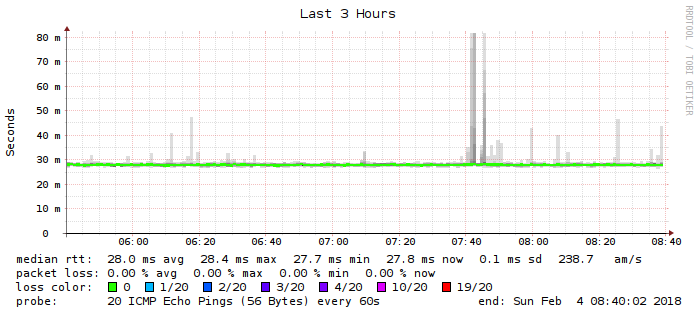 Last 3 Hours
RRDTOOL / TOBI OETIKER
Seconds
80 m
70 m
60 m
50 m
40 m
30 m
20 m
10 m
0
06:00 06:20 06:40 07:00 07:20 07:40 08:00 08:20 08:40
median rtt: 28.0 ms avg 28.4 ms max 27.7 ms min 27.8 ms now 0.1 ms sd 238.7 am/s
packet loss: 0.00 % avg 0.00 % max 0.00 % min 0.00 % now
loss color: 0 1/20 2/20 3/20 4/20 10/20 19/20
probe: 20 ICMP Echo Pings (56 Bytes) every 60s end: Sun Feb 4 08:40:02 2018